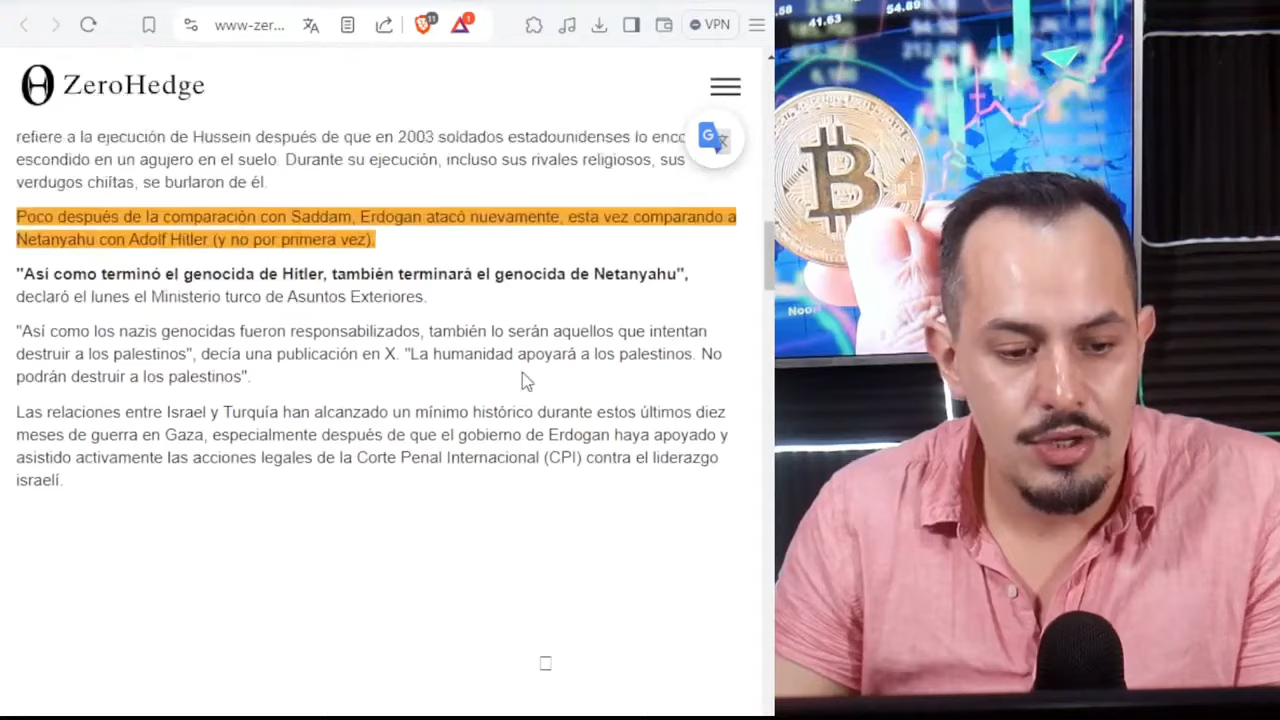 www-zer...
11
1
VPN
ZeroHedge
refiere a la ejecución de Hussein después de que en 2003 soldados estadounidenses lo enco
escondido en un agujero en el suelo. Durante su ejecución, incluso sus rivales religiosos, sus
verdugos chiítas, se burlaron de él.
Poco después de la comparación con Saddam, Erdogan atacó nuevamente, esta vez comparando a
Netanyahu con Adolf Hitler (y no por primera vez).
"Así como terminó el genocida de Hitler, también terminará el genocida de Netanyahu",
declaró el lunes el Ministerio turco de Asuntos Exteriores.
"Así como los nazis genocidas fueron responsabilizados, también lo serán aquellos que intentan
destruir a los palestinos", decía una publicación en X. "La humanidad apoyará a los palestinos. No
podrán destruir a los palestinos".
Las relaciones entre Israel y Turquía han alcanzado un mínimo histórico durante estos últimos diez
meses de guerra en Gaza, especialmente después de que el gobierno de Erdogan haya apoyado y
asistido activamente las acciones legales de la Corte Penal Internacional (CPI) contra el liderazgo
israelí.
41.63
54.89